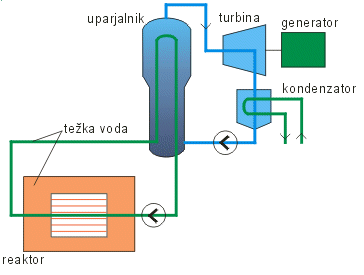 uparjalnik
turbina
generator
kondenzator
težka voda
reaktor